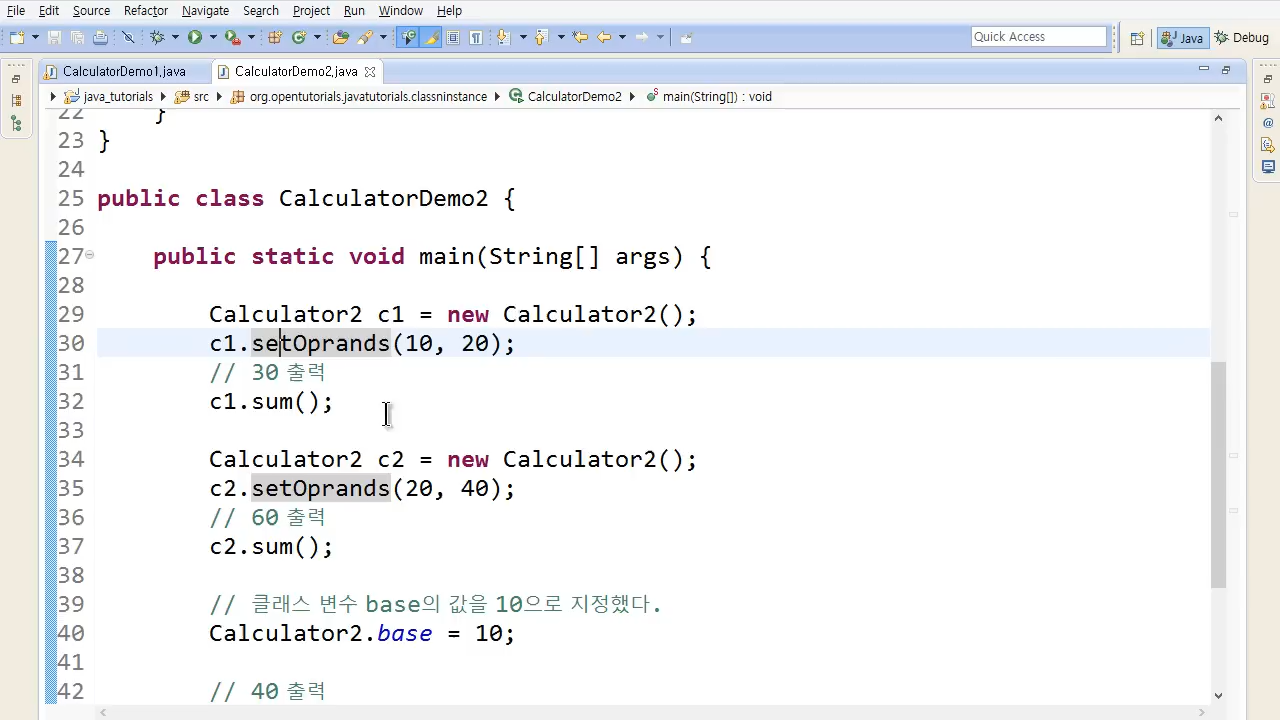 File Edit Source Refactor Navigate Search Project Run Window Help
Quick Access
Java
Debug
CalculatorDemo1.java
CalculatorDemo2.java
java_tutorials src org.opentutorials.javatutorials.classninstance CalculatorDemo2 main(String[]) : void
22 }
23 }
24
25 public class CalculatorDemo2 {
26
27 public static void main(String[] args) {
28
29 Calculator2 c1 = new Calculator2();
30 c1.setOprands(10, 20);
31 // 30 출력
32 c1.sum();
33
34 Calculator2 c2 = new Calculator2();
35 c2.setOprands(20, 40);
36 // 60 출력
37 c2.sum();
38
39 // 클래스 변수 base의 값을 10으로 지정했다.
40 Calculator2.base = 10;
41
42 // 40 출력